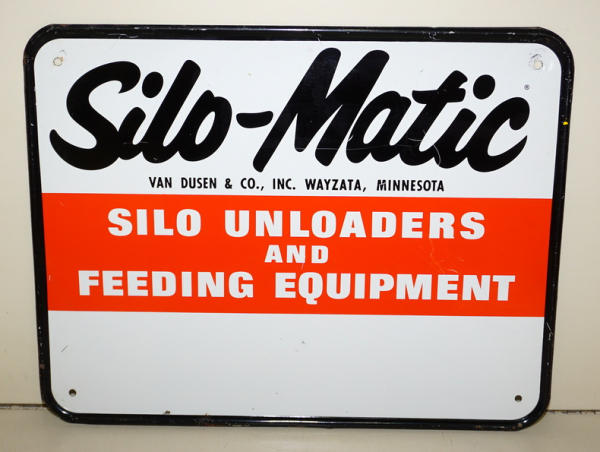 Silo-Matic®
VAN DUSEN & CO., INC. WAYZATA, MINNESOTA
SILO UNLOADERS
AND
FEEDING EQUIPMENT